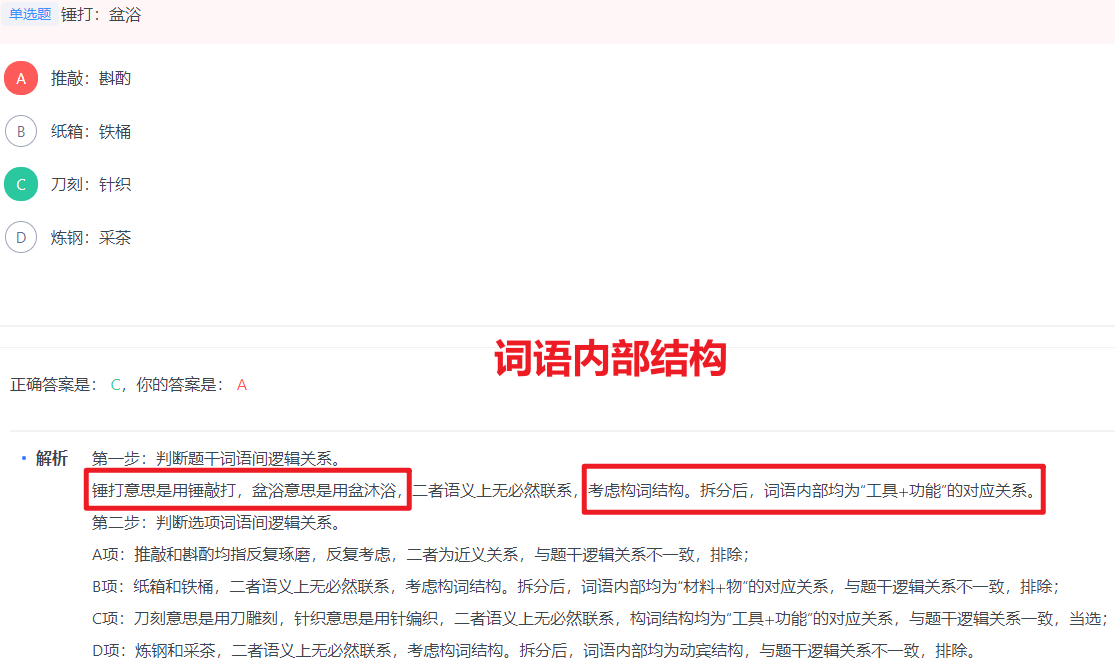 单选题 锤打：盆浴
A 推敲：斟酌
B 纸箱：铁桶
C 刀刻：针织
D 炼钢：采茶
词语内部结构
正确答案是： C，你的答案是： A
· 解析 第一步：判断题干词语间逻辑关系。
锤打意思是用锤敲打，盆浴意思是用盆沐浴，二者语义上无必然联系，考虑构词结构。拆分后，词语内部均为“工具+功能”的对应关系。
第二步：判断选项词语间逻辑关系。
A项：推敲和斟酌均指反复琢磨，反复考虑，二者为近义关系，与题干逻辑关系不一致，排除；
B项：纸箱和铁桶，二者语义上无必然联系，考虑构词结构。拆分后，词语内部均为“材料+物”的对应关系，与题干逻辑关系不一致，排除；
C项：刀刻意思是用刀雕刻，针织意思是用针编织，二者语义上无必然联系，构词结构均为“工具+功能”的对应关系，与题干逻辑关系一致，当选；
D项：炼钢和采茶，二者语义上无必然联系，考虑构词结构。拆分后，词语内部均为动宾结构，与题干逻辑关系不一致，排除。